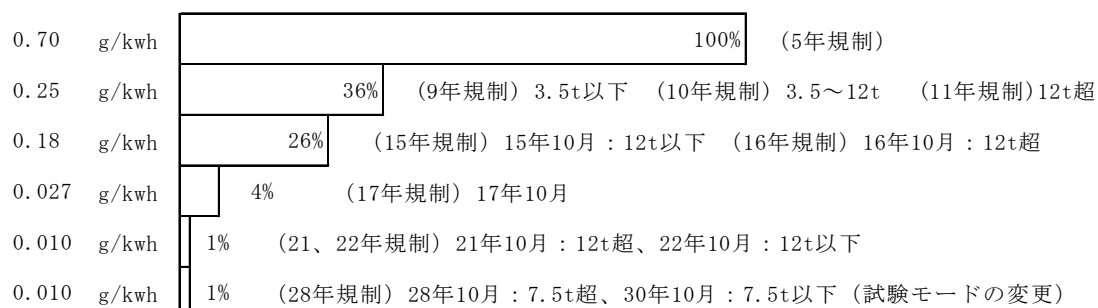 0.70 g/kwh 100% (5年規制)
0.25 g/kwh 36% (9年規制) 3.5t以下 (10年規制) 3.5～12t (11年規制)12t超
0.18 g/kwh 26% (15年規制) 15年10月：12t以下 (16年規制) 16年10月：12t超
0.027 g/kwh 4% (17年規制) 17年10月
0.010 g/kwh 1% (21、22年規制) 21年10月：12t超、22年10月：12t以下
0.010 g/kwh 1% (28年規制) 28年10月：7.5t超、30年10月：7.5t以下 (試験モードの変更)